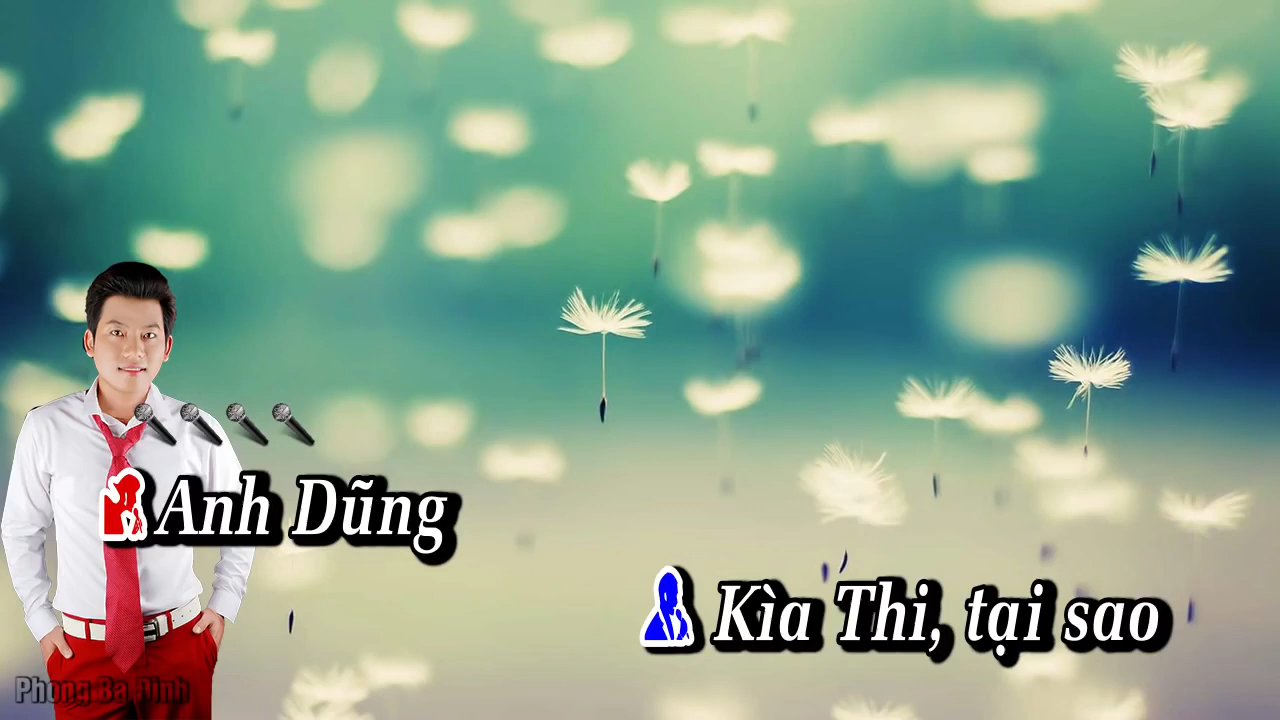 Anh Dũng
Kìa Thi, tại sao
Phong Ba Đình